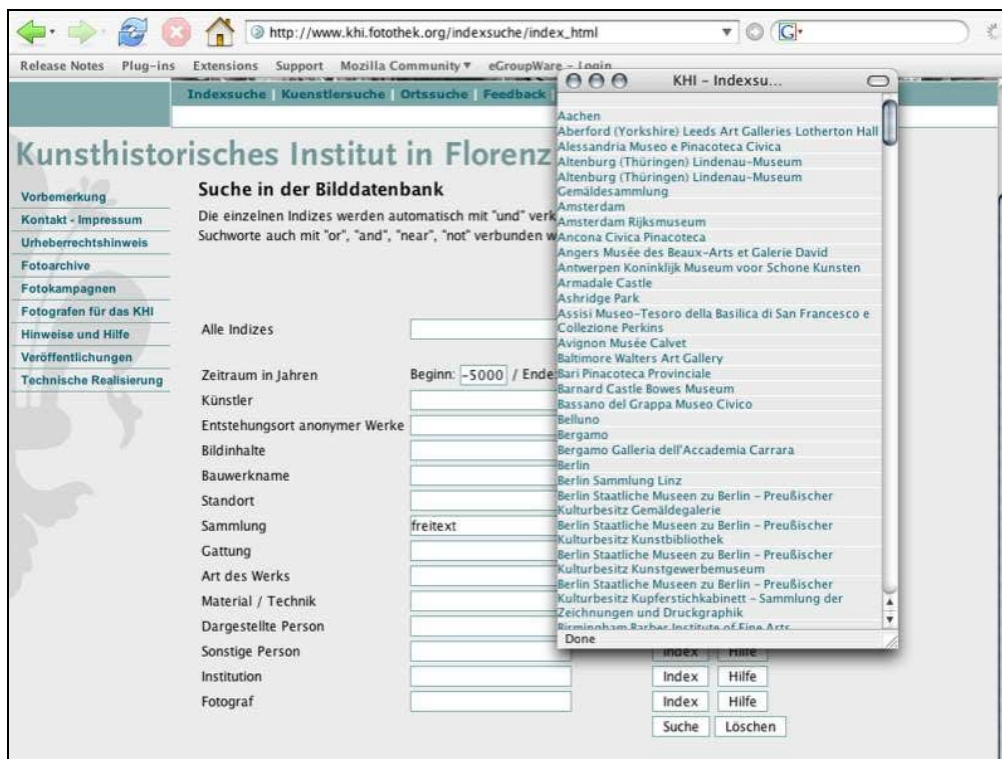 http://www.khi.fotothek.org/indexsuche/index_html
G
Release Notes Plug-ins Extensions Support Mozilla Community eGroupWare - Login
KHI - Indexsu...
Indexsuche | Kuenstlersuche | Ortssuche | Feedback |
Kunsthistorisches Institut in Florenz
Vorbemerkung
Kontakt - Impressum
Urheberrechtshinweis
Fotoarchive
Fotokampagnen
Fotografen für das KHI
Hinweise und Hilfe
Veröffentlichungen
Technische Realisierung
Suche in der Bilddatenbank
Die einzelnen Indizes werden automatisch mit "und" verk
Suchworte auch mit "or", "and", "near", "not" verbunden w
Alle Indizes
Zeitraum in Jahren Beginn: -5000 / Ende:
Künstler
Entstehungsort anonymer Werke
Bildinhalte
Bauwerkname
Standort
Sammlung freitext
Gattung
Art des Werks
Material / Technik
Dargestellte Person
Sonstige Person Index Hilfe
Institution Index Hilfe
Fotograf Index Hilfe
Suche Löschen
Aachen
Aberford (Yorkshire) Leeds Art Galleries Lotherton Hall
Alessandria Museo e Pinacoteca Civica
Altenburg (Thüringen) Lindenau-Museum
Altenburg (Thüringen) Lindenau-Museum
Gemäldesammlung
Amsterdam
Amsterdam Rijksmuseum
Ancona Civica Pinacoteca
Angers Musée des Beaux-Arts et Galerie David
Antwerpen Koninklijk Museum voor Schone Kunsten
Armadale Castle
Ashridge Park
Assisi Museo-Tesoro della Basilica di San Francesco e
Collezione Perkins
Avignon Musée Calvet
Baltimore Walters Art Gallery
Bari Pinacoteca Provinciale
Barnard Castle Bowes Museum
Bassano del Grappa Museo Civico
Belluno
Bergamo
Bergamo Galleria dell'Accademia Carrara
Berlin
Berlin Sammlung Linz
Berlin Staatliche Museen zu Berlin - Preußischer
Kulturbesitz Gemäldegalerie
Berlin Staatliche Museen zu Berlin - Preußischer
Kulturbesitz Kunstbibliothek
Berlin Staatliche Museen zu Berlin - Preußischer
Kulturbesitz Kunstgewerbemuseum
Berlin Staatliche Museen zu Berlin - Preußischer
Kulturbesitz Kupferstichkabinett - Sammlung der
Zeichnungen und Druckgraphik
Birmingham Barber Institute of Fine Arts
Done